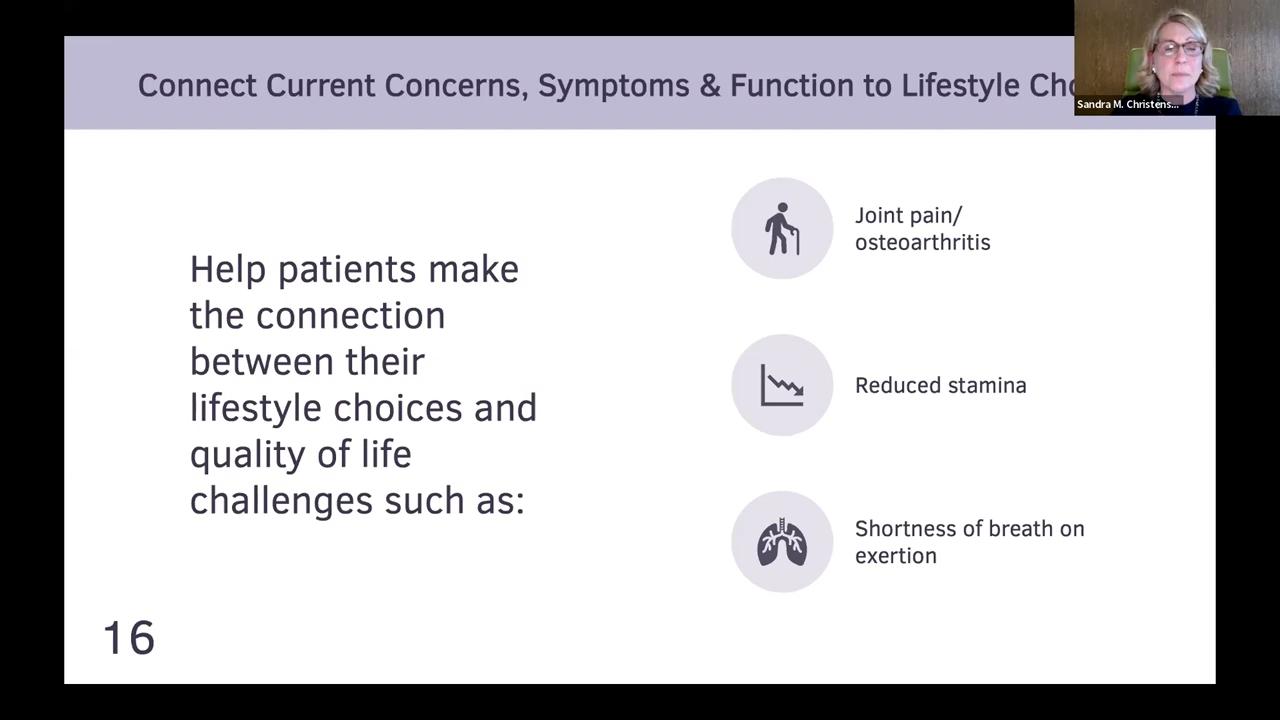 Connect Current Concerns, Symptoms & Function to Lifestyle
Sandra M. Christens...
Help patients make
the connection
between their
lifestyle choices and
quality of life
challenges such as:
Joint pain/
osteoarthritis
Reduced stamina
Shortness of breath on
exertion
16